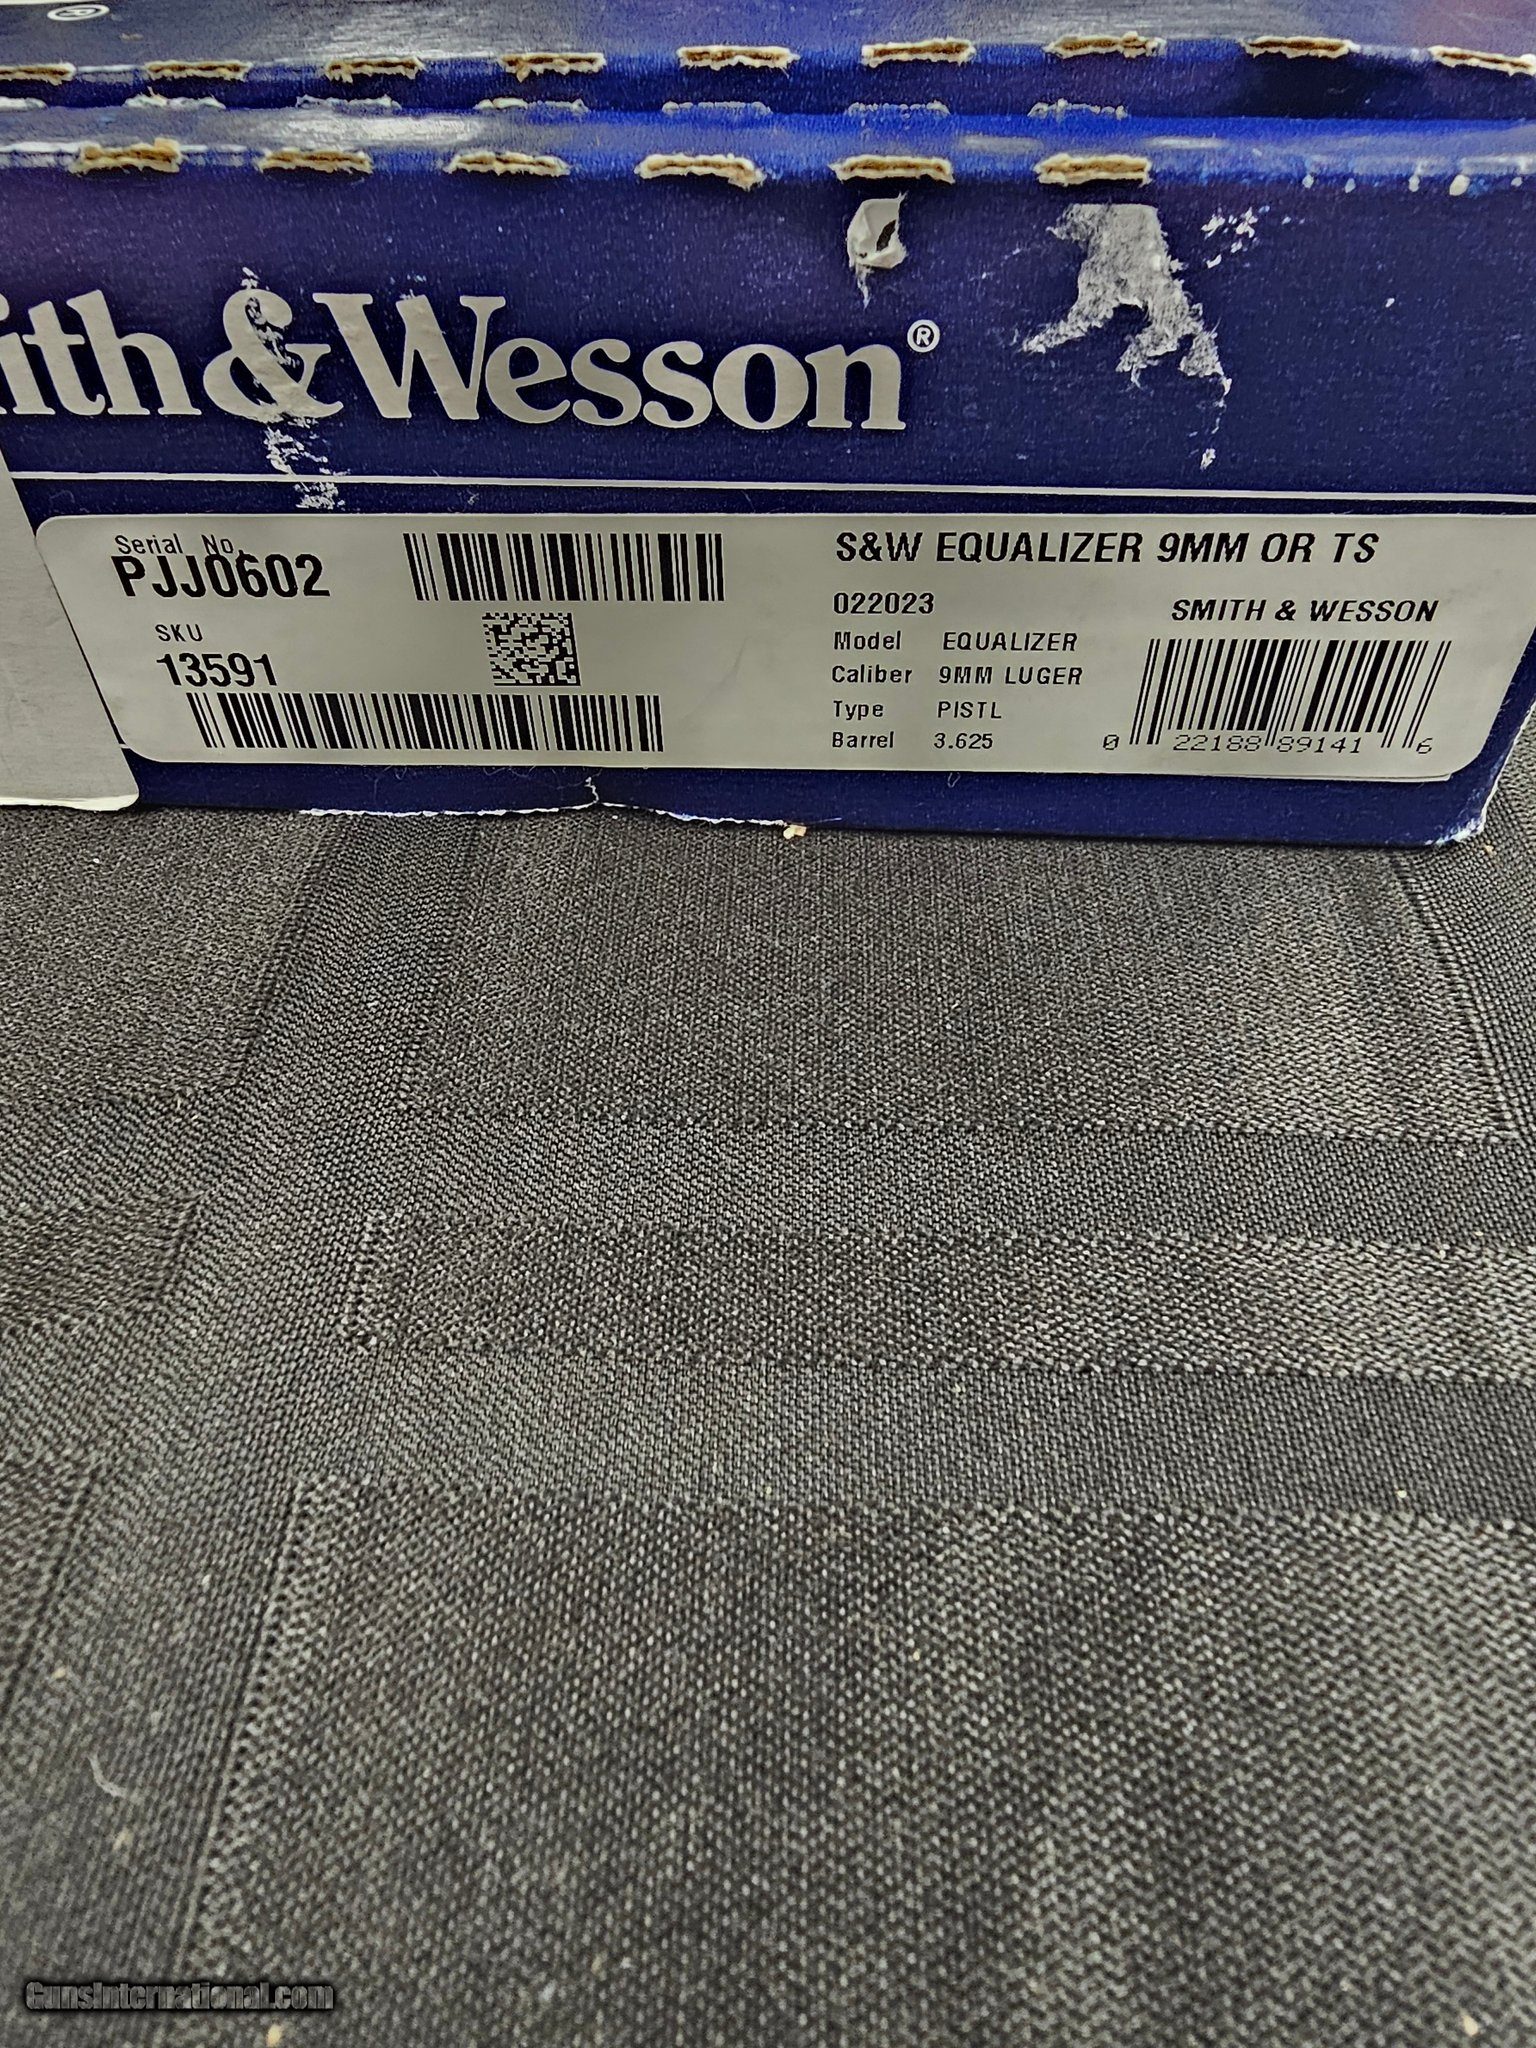 ®
ith & Wesson®
Serial No.
PJJ0602
SKU
13591
S&W EQUALIZER 9MM OR TS
022023
SMITH & WESSON
Model EQUALIZER
Caliber 9MM LUGER
Type PISTL
Barrel 3.625
0 22188 89141 6
GunsInternational.com